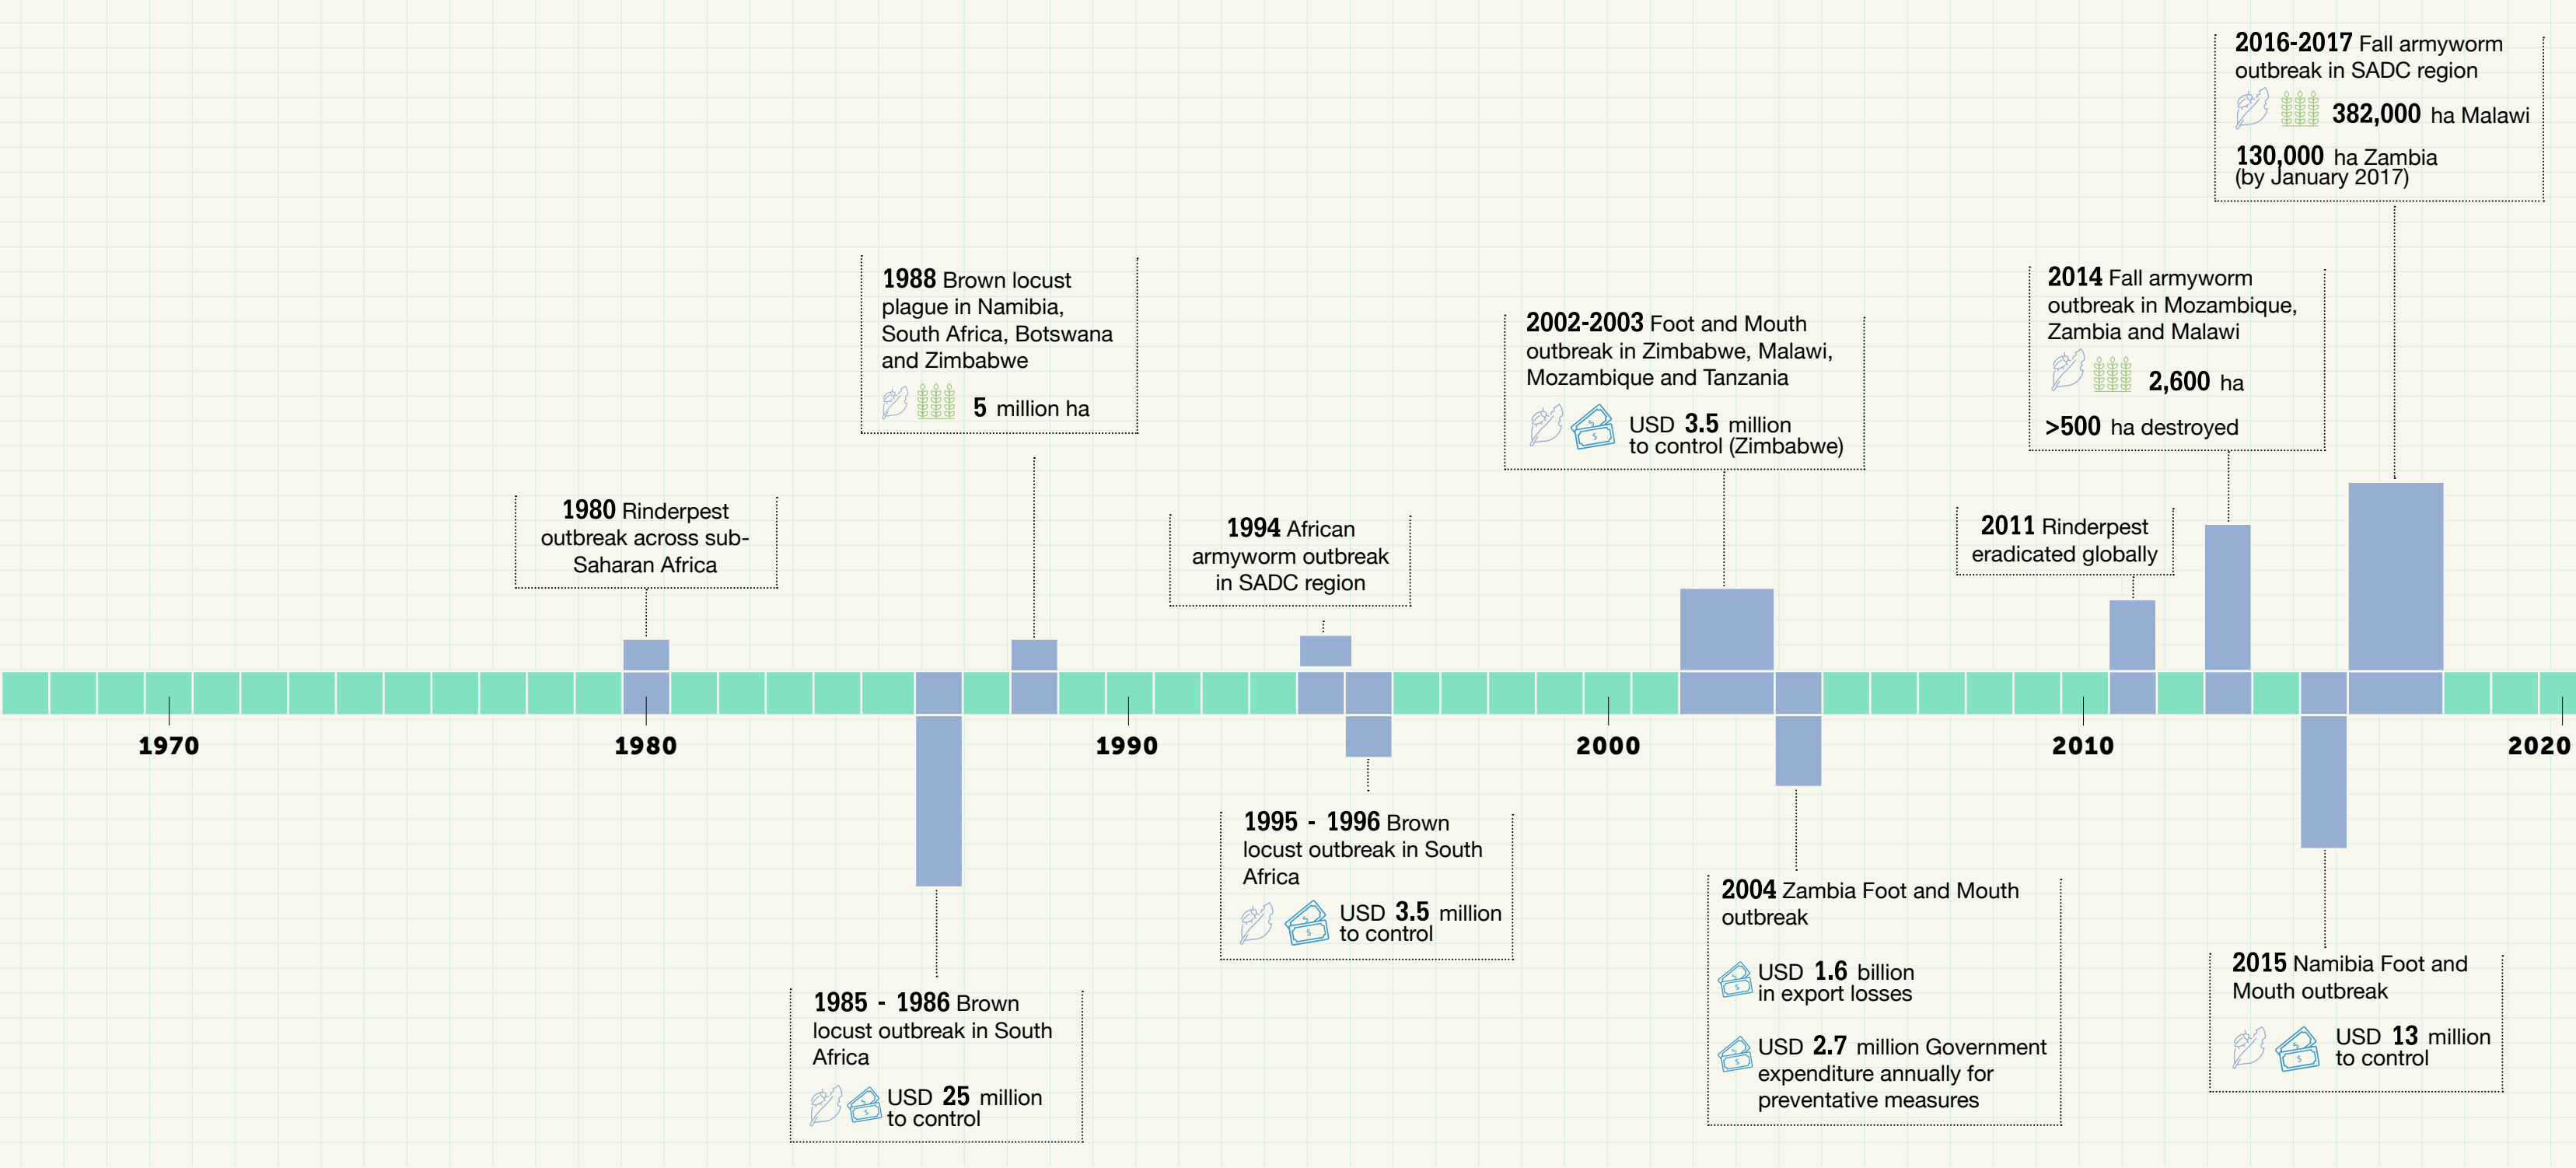 2016-2017 Fall armyworm
outbreak in SADC region
382,000 ha Malawi
130,000 ha Zambia
(by January 2017)
1988 Brown locust
plague in Namibia,
South Africa, Botswana
and Zimbabwe
5 million ha
2002-2003 Foot and Mouth
outbreak in Zimbabwe, Malawi,
Mozambique and Tanzania
USD 3.5 million
to control (Zimbabwe)
2014 Fall armyworm
outbreak in Mozambique,
Zambia and Malawi
2,600 ha
>500 ha destroyed
1980 Rinderpest
outbreak across sub-
Saharan Africa
1994 African
armyworm outbreak
in SADC region
2011 Rinderpest
eradicated globally
1970
1980
1990
2000
2010
2020
1985 - 1986 Brown
locust outbreak in South
Africa
USD 25 million
to control
1995 - 1996 Brown
locust outbreak in South
Africa
USD 3.5 million
to control
2004 Zambia Foot and Mouth
outbreak
USD 1.6 billion
in export losses
USD 2.7 million Government
expenditure annually for
preventative measures
2015 Namibia Foot and
Mouth outbreak
USD 13 million
to control